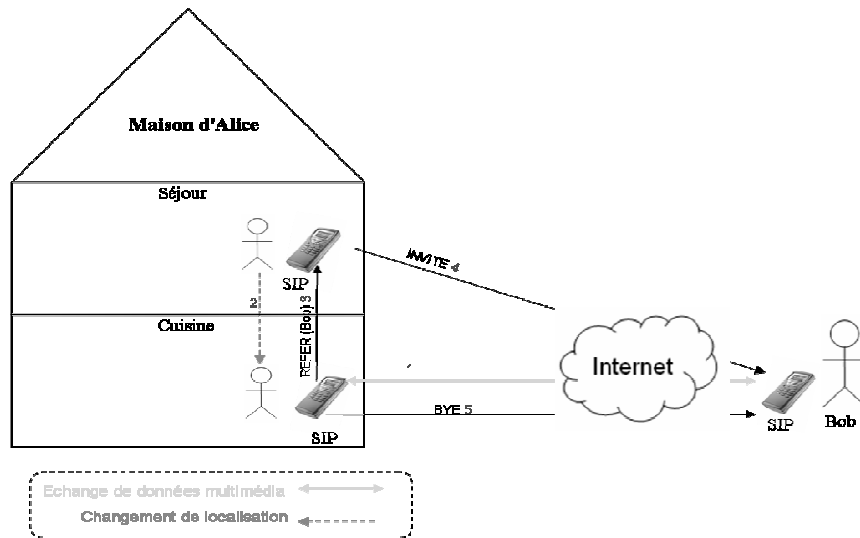 Maison d'Alice
Séjour
INVITE 4
SIP
2
REFER (Bob) 3
Cuisine
Internet
BYE 5
SIP
SIP
Bob
Echange de données multimédia
Changement de localisation